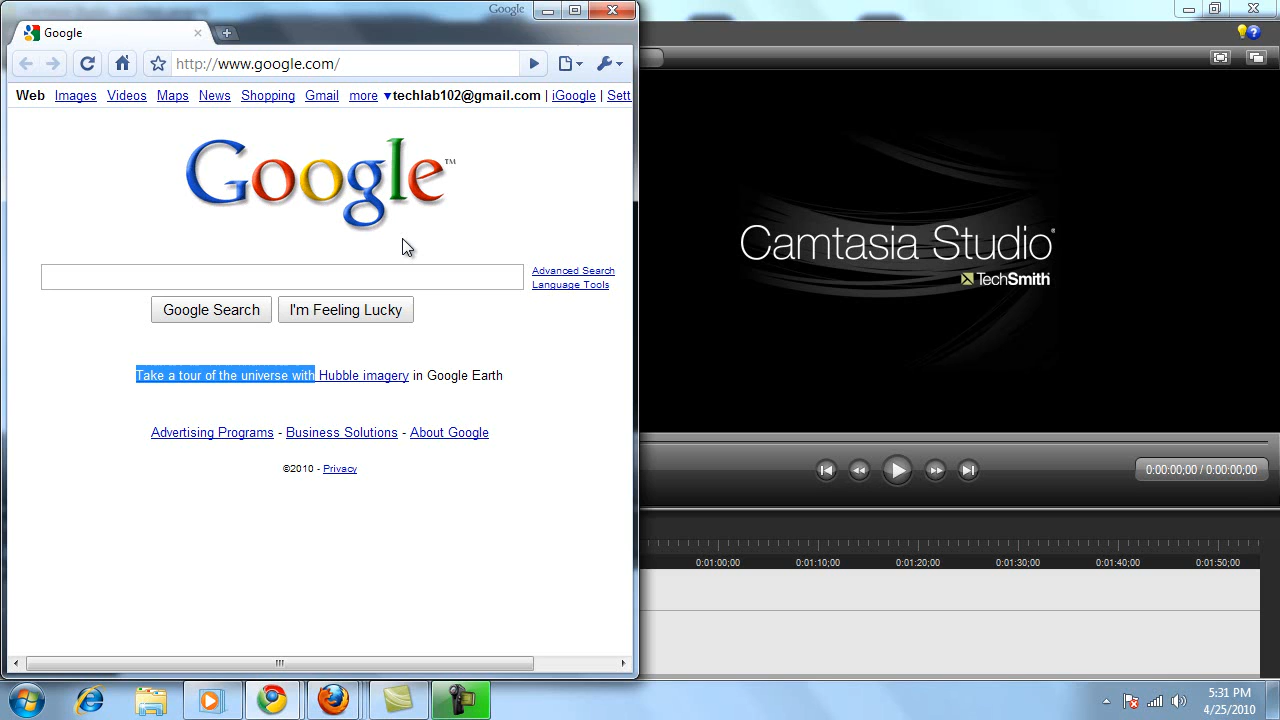 Google
Google
http://www.google.com/
Web Images Videos Maps News Shopping Gmail more ▼techlab102@gmail.com | iGoogle | Sett
Google™
Advanced Search
Language Tools
Google Search I'm Feeling Lucky
Take a tour of the universe with Hubble imagery in Google Earth
Advertising Programs - Business Solutions - About Google
©2010 - Privacy
Camtasia Studio®
TechSmith
0:00:00;00 / 0:00:00;00
0:01:00;00 0:01:10;00 0:01:20;00 0:01:30;00 0:01:40;00 0:01:50;00
5:31 PM
4/25/2010